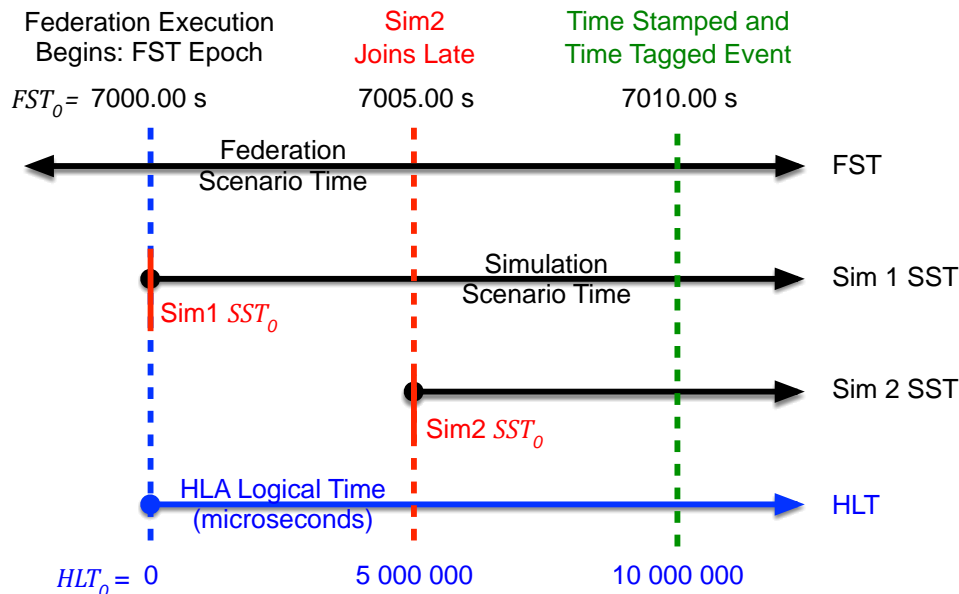 Federation Execution
Begins: FST Epoch
Sim2
Joins Late
Time Stamped and
Time Tagged Event
FST₀ = 7000.00 s 7005.00 s 7010.00 s
Federation
Scenario Time
FST
Simulation
Scenario Time
Sim 1 SST
Sim1 SST₀
Sim 2 SST
Sim2 SST₀
HLA Logical Time
(microseconds)
HLT
HLT₀ = 0 5 000 000 10 000 000